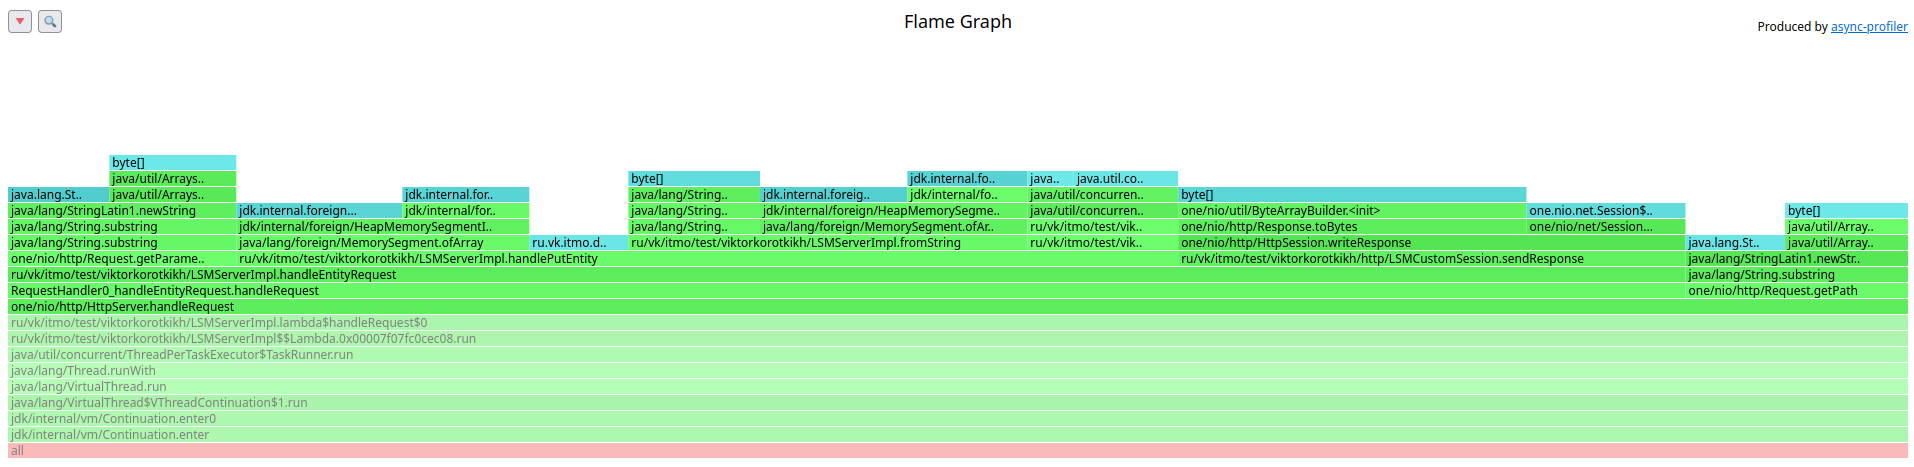 Flame Graph
Produced by async-profiler
byte[]
java/util/Arrays.. byte[] jdk.internal.fo.. java.. java.util.co..
java.lang.St.. java/util/Arrays.. jdk.internal.for.. java/lang/String.. jdk.internal.foreig.. jdk/internal/fo.. java/util/concurren.. byte[]
java/lang/StringLatin1.newString jdk.internal.foreign... jdk/internal/for.. java/lang/String.. jdk/internal/foreign/HeapMemorySegme.. java/util/concurren.. one/nio/util/ByteArrayBuilder.<init> one.nio.net.Session$.. byte[]
java/lang/String.substring jdk/internal/foreign/HeapMemorySegmentI.. java/lang/String.. java/lang/foreign/MemorySegment.ofAr.. ru/vk/itmo/test/vik.. one/nio/http/Response.toBytes one/nio/net/Session... java/util/Array..
java/lang/String.substring java/lang/foreign/MemorySegment.ofArray ru.vk.itmo.d.. ru/vk/itmo/test/viktorkorotkikh/LSMServerImpl.fromString ru/vk/itmo/test/vik.. one/nio/http/HttpSession.writeResponse java.lang.St.. java/util/Array..
one/nio/http/Request.getParame.. ru/vk/itmo/test/viktorkorotkikh/LSMServerImpl.handlePutEntity ru/vk/itmo/test/viktorkorotkikh/http/LSMCustomSession.sendResponse java/lang/StringLatin1.newStr..
ru/vk/itmo/test/viktorkorotkikh/LSMServerImpl.handleEntityRequest java/lang/String.substring
RequestHandler0_handleEntityRequest.handleRequest one/nio/http/Request.getPath
one/nio/http/HttpServer.handleRequest
ru/vk/itmo/test/viktorkorotkikh/LSMServerImpl.lambda$handleRequest$0
ru/vk/itmo/test/viktorkorotkikh/LSMServerImpl$$Lambda.0x00007f07fc0cec08.run
java/util/concurrent/ThreadPerTaskExecutor$TaskRunner.run
java/lang/Thread.runWith
java/lang/VirtualThread.run
java/lang/VirtualThread$VThreadContinuation$1.run
jdk/internal/vm/Continuation.enter0
jdk/internal/vm/Continuation.enter
all